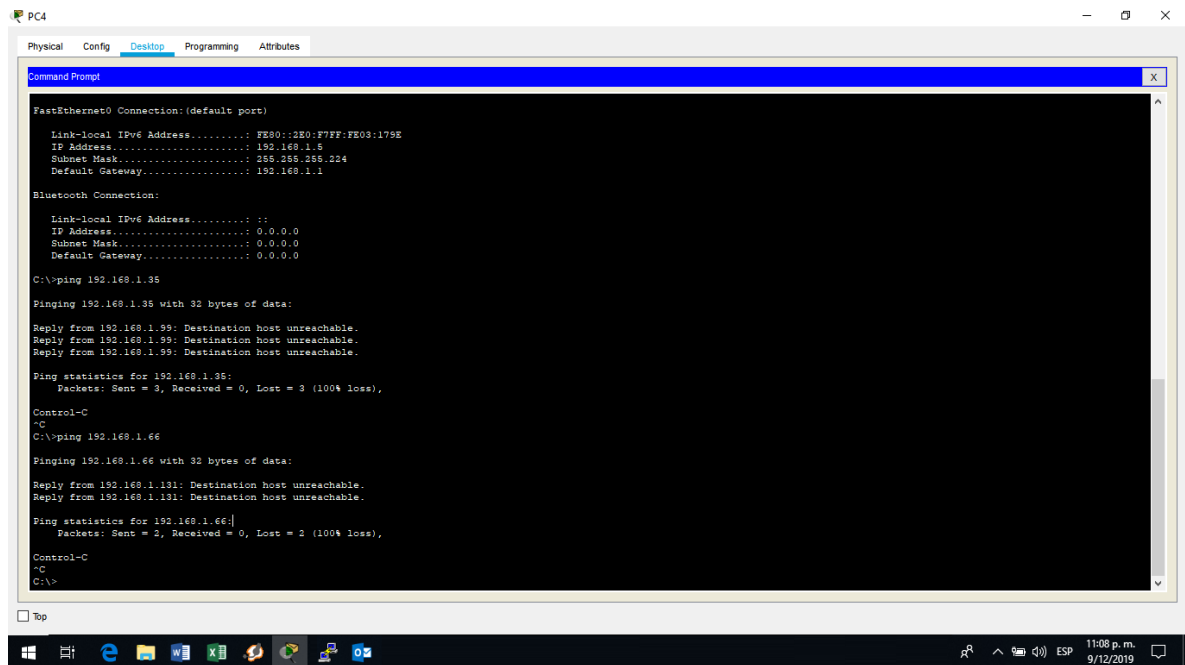 PC4
Physical Config Desktop Programming Attributes
Command Prompt
X
FastEthernet0 Connection:(default port)
Link-local IPv6 Address.........: FE80::2E0:F7FF:FE03:179E
IP Address......................: 192.168.1.5
Subnet Mask.....................: 255.255.255.224
Default Gateway.................: 192.168.1.1
Bluetooth Connection:
Link-local IPv6 Address.........: ::
IP Address......................: 0.0.0.0
Subnet Mask.....................: 0.0.0.0
Default Gateway.................: 0.0.0.0
C:\>ping 192.168.1.35
Pinging 192.168.1.35 with 32 bytes of data:
Reply from 192.168.1.99: Destination host unreachable.
Reply from 192.168.1.99: Destination host unreachable.
Reply from 192.168.1.99: Destination host unreachable.
Ping statistics for 192.168.1.35:
Packets: Sent = 3, Received = 0, Lost = 3 (100% loss),
Control-C
^C
C:\>ping 192.168.1.66
Pinging 192.168.1.66 with 32 bytes of data:
Reply from 192.168.1.131: Destination host unreachable.
Reply from 192.168.1.131: Destination host unreachable.
Ping statistics for 192.168.1.66:
Packets: Sent = 2, Received = 0, Lost = 2 (100% loss),
Control-C
^C
C:\>
Top
ESP
11:08 p. m.
9/12/2019